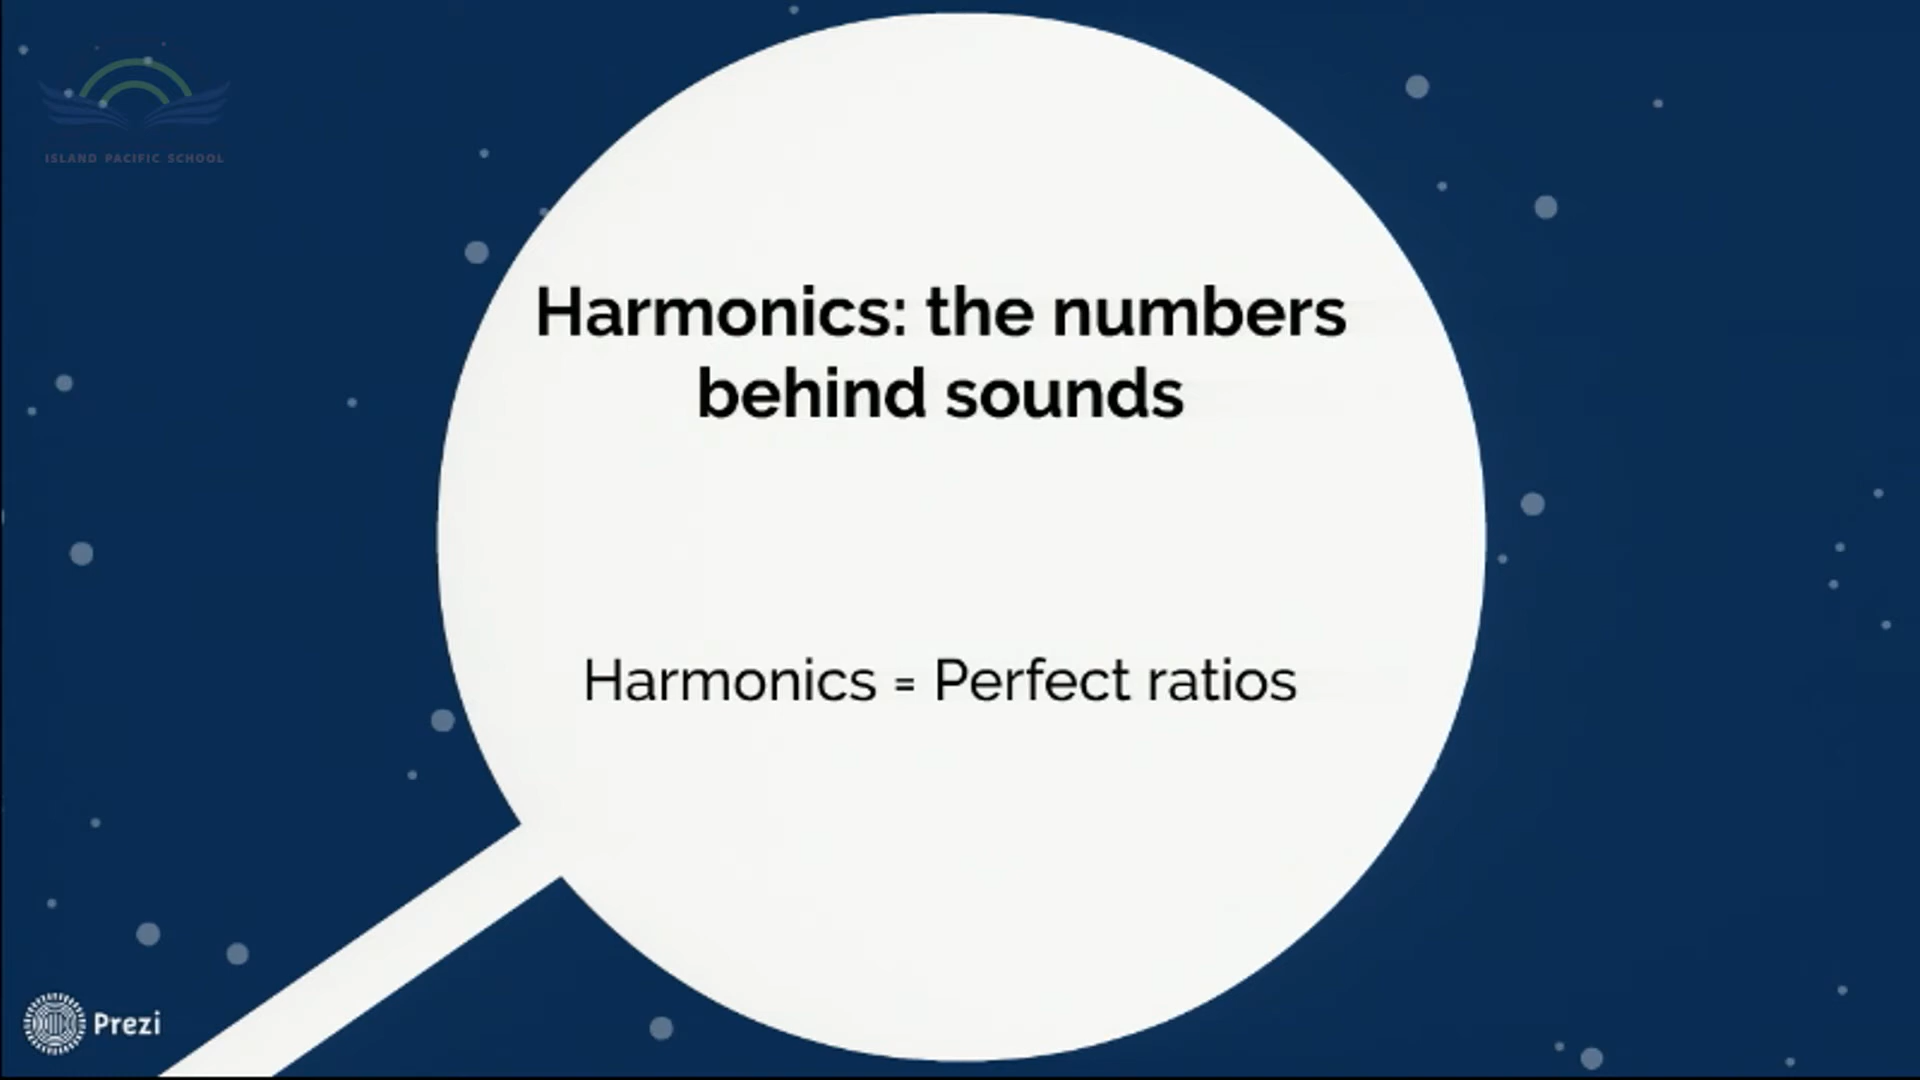 ISLAND PACIFIC SCHOOL
Harmonics: the numbers
behind sounds
Harmonics = Perfect ratios
Prezi